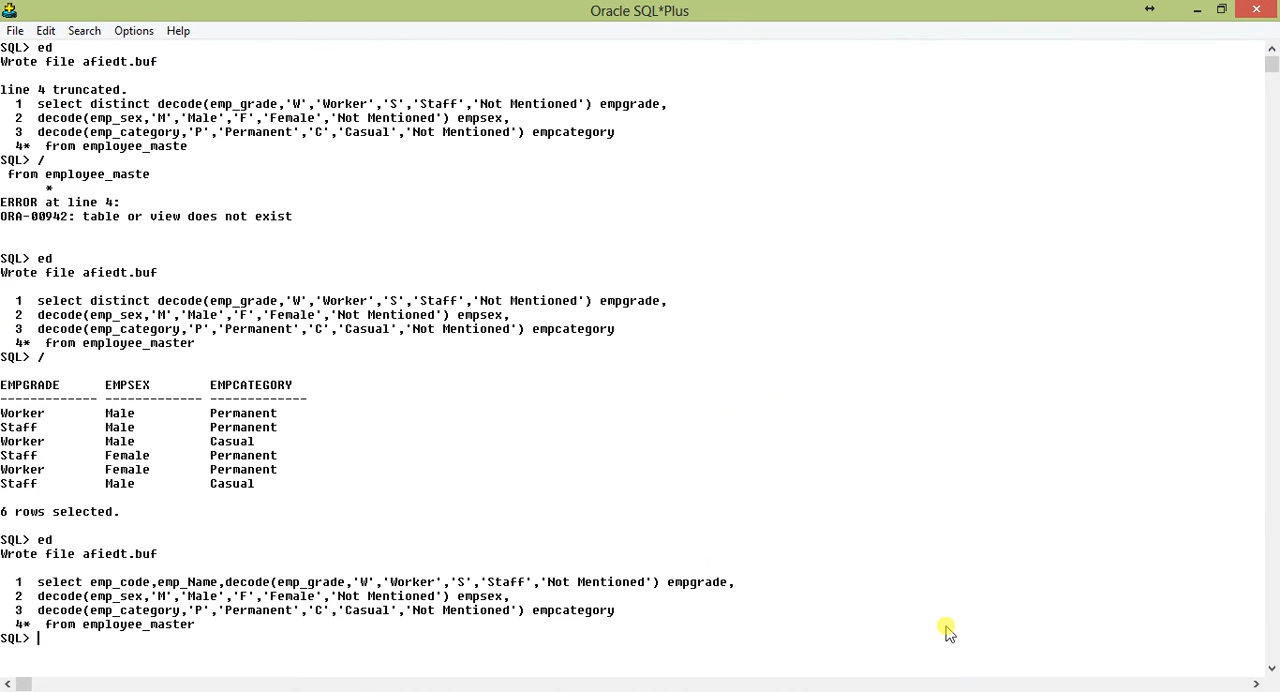 Oracle SQL*Plus
File Edit Search Options Help
SQL> ed
Wrote file afiedt.buf
line 4 truncated.
1 select distinct decode(emp_grade,'W','Worker','S','Staff','Not Mentioned') empgrade,
2 decode(emp_sex,'M','Male','F','Female','Not Mentioned') empsex,
3 decode(emp_category,'P','Permanent','C','Casual','Not Mentioned') empcategory
4* from employee_maste
SQL> /
from employee_maste
*
ERROR at line 4:
ORA-00942: table or view does not exist
SQL> ed
Wrote file afiedt.buf
1 select distinct decode(emp_grade,'W','Worker','S','Staff','Not Mentioned') empgrade,
2 decode(emp_sex,'M','Male','F','Female','Not Mentioned') empsex,
3 decode(emp_category,'P','Permanent','C','Casual','Not Mentioned') empcategory
4* from employee_master
SQL> /
EMPGRADE EMPSEX EMPCATEGORY
------------- ------------- -------------
Worker Male Permanent
Staff Male Permanent
Worker Male Casual
Staff Female Permanent
Worker Female Permanent
Staff Male Casual
6 rows selected.
SQL> ed
Wrote file afiedt.buf
1 select emp_code,emp_Name,decode(emp_grade,'W','Worker','S','Staff','Not Mentioned') empgrade,
2 decode(emp_sex,'M','Male','F','Female','Not Mentioned') empsex,
3 decode(emp_category,'P','Permanent','C','Casual','Not Mentioned') empcategory
4* from employee_master
SQL>